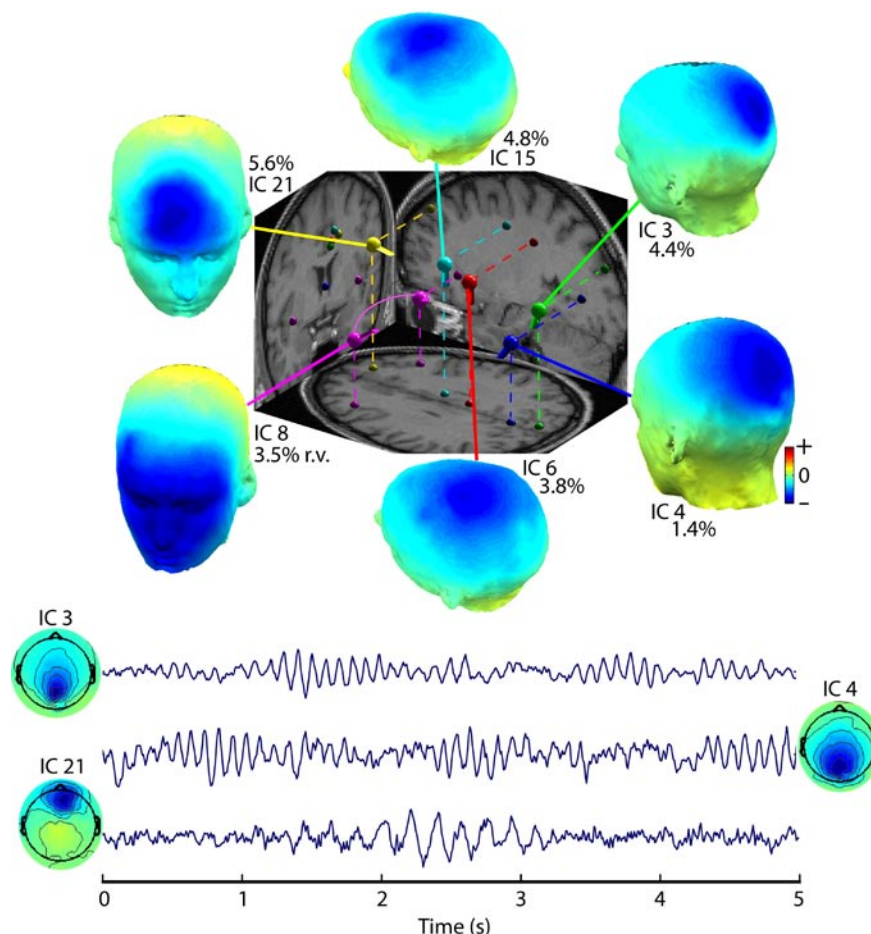 5.6%
IC 21
4.8%
IC 15
IC 3
4.4%
IC 8
3.5% r.v.
IC 6
3.8%
+
0
−
IC 4
1.4%
IC 3
IC 4
IC 21
0 1 2 3 4 5
Time (s)